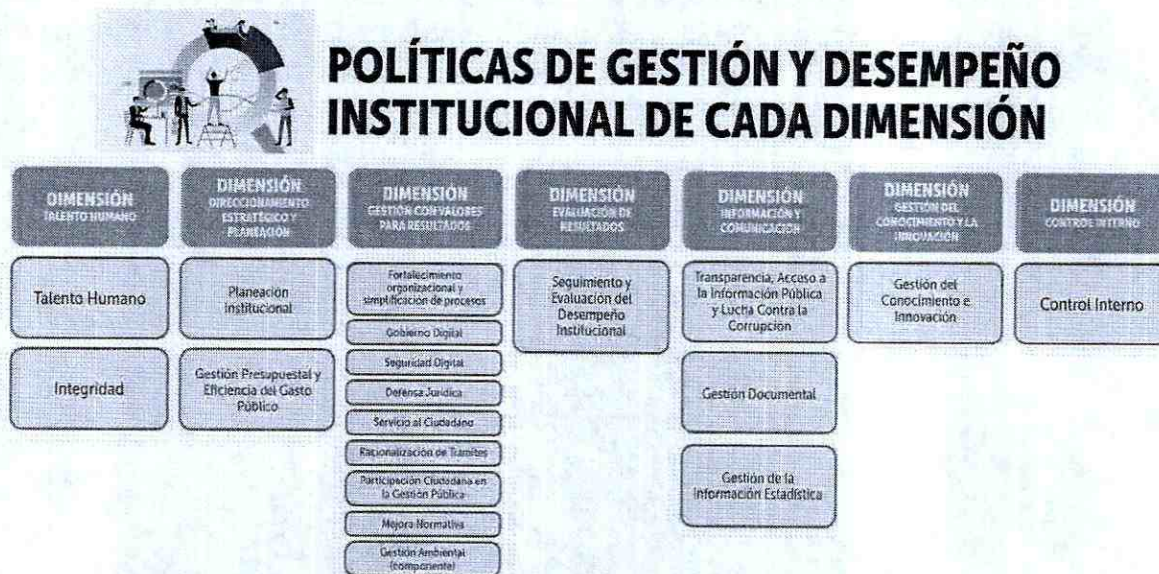 POLÍTICAS DE GESTIÓN Y DESEMPEÑO
INSTITUCIONAL DE CADA DIMENSIÓN
DIMENSIÓN
TALENTO HUMANO
Talento Humano
Integridad
DIMENSIÓN
DIRECCIONAMIENTO
ESTRATÉGICO Y
PLANEACIÓN
Planeación
Institucional
Gestión Presupuestal y
Eficiencia del Gasto
Público
DIMENSIÓN
GESTIÓN CON VALORES
PARA RESULTADOS
Fortalecimiento
organizacional y
simplificación de procesos
Gobierno Digital
Seguridad Digital
Defensa Jurídica
Servicio al Ciudadano
Racionalización de Trámites
Participación Ciudadana en
la Gestión Pública
Mejora Normativa
Gestión Ambiental
(componente)
DIMENSIÓN
EVALUACIÓN DE
RESULTADOS
Seguimiento y
Evaluación del
Desempeño
Institucional
DIMENSIÓN
INFORMACIÓN Y
COMUNICACIÓN
Transparencia, Acceso a
la Información Pública
y Lucha Contra la
Corrupción
Gestión Documental
Gestión de la
Información Estadística
DIMENSIÓN
GESTIÓN DEL
CONOCIMIENTO Y LA
INNOVACIÓN
Gestión del
Conocimiento e
Innovación
DIMENSIÓN
CONTROL INTERNO
Control Interno